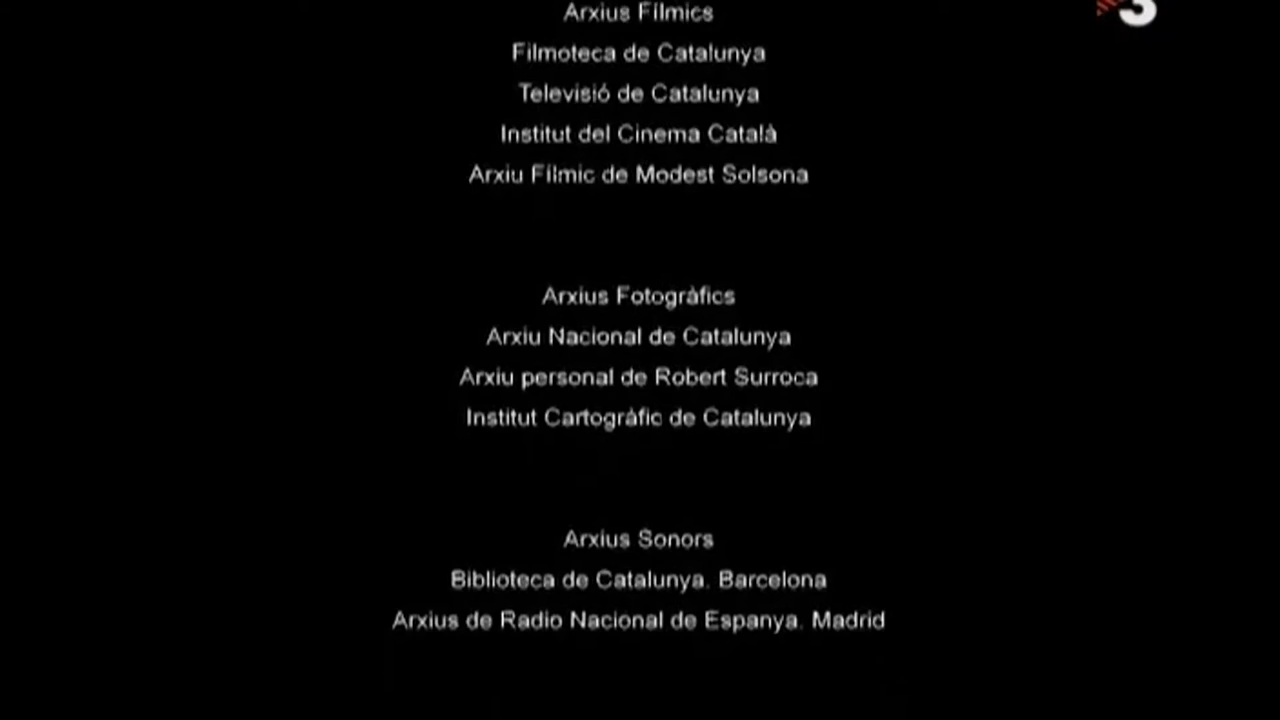 3
Arxius Fílmics
Filmoteca de Catalunya
Televisió de Catalunya
Institut del Cinema Català
Arxiu Fílmic de Modest Solsona
Arxius Fotogràfics
Arxiu Nacional de Catalunya
Arxiu personal de Robert Surroca
Institut Cartogràfic de Catalunya
Arxius Sonors
Biblioteca de Catalunya. Barcelona
Arxius de Radio Nacional de Espanya. Madrid